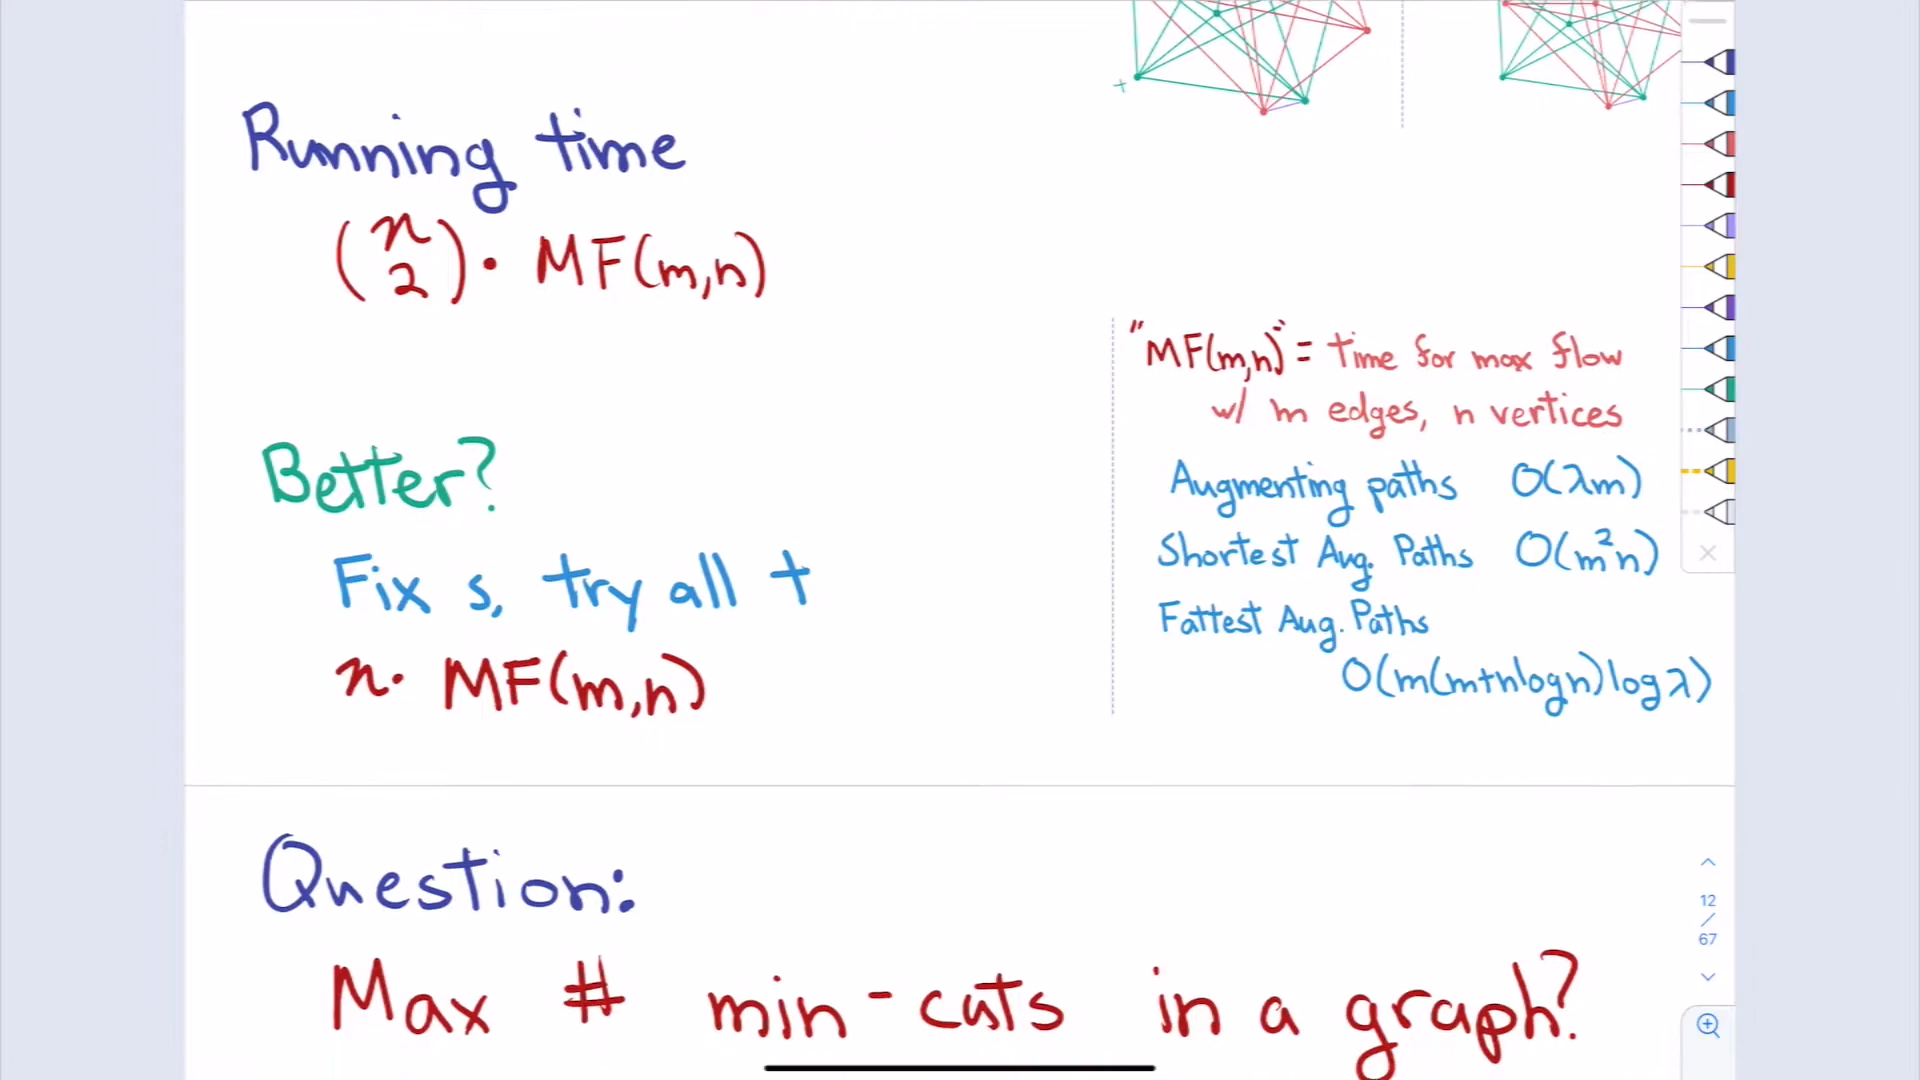 +
Running time
(n 2) · MF(m,n)
"MF(m,n)" = time for max flow
w/ m edges, n vertices
Better?
Augmenting paths O(λm)
Shortest Aug. Paths O(m²n)
Fix s, try all t
Fattest Aug. Paths
n · MF(m,n)
O(m(m+nlogn)logλ)
Question:
12
/
67
Max # min-cuts in a graph?